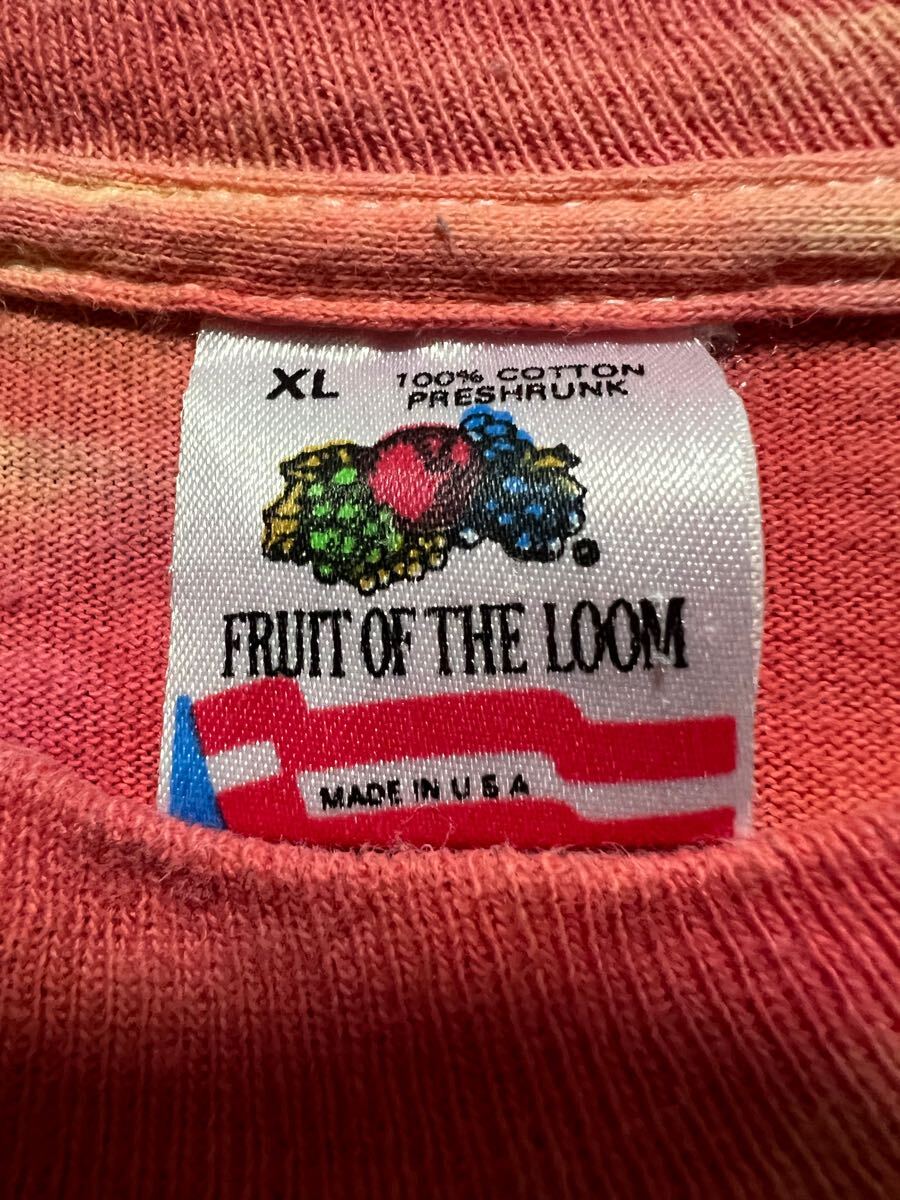 XL 100% COTTON
PRESHRUNK
®
FRUIT OF THE LOOM
MADE IN U S A